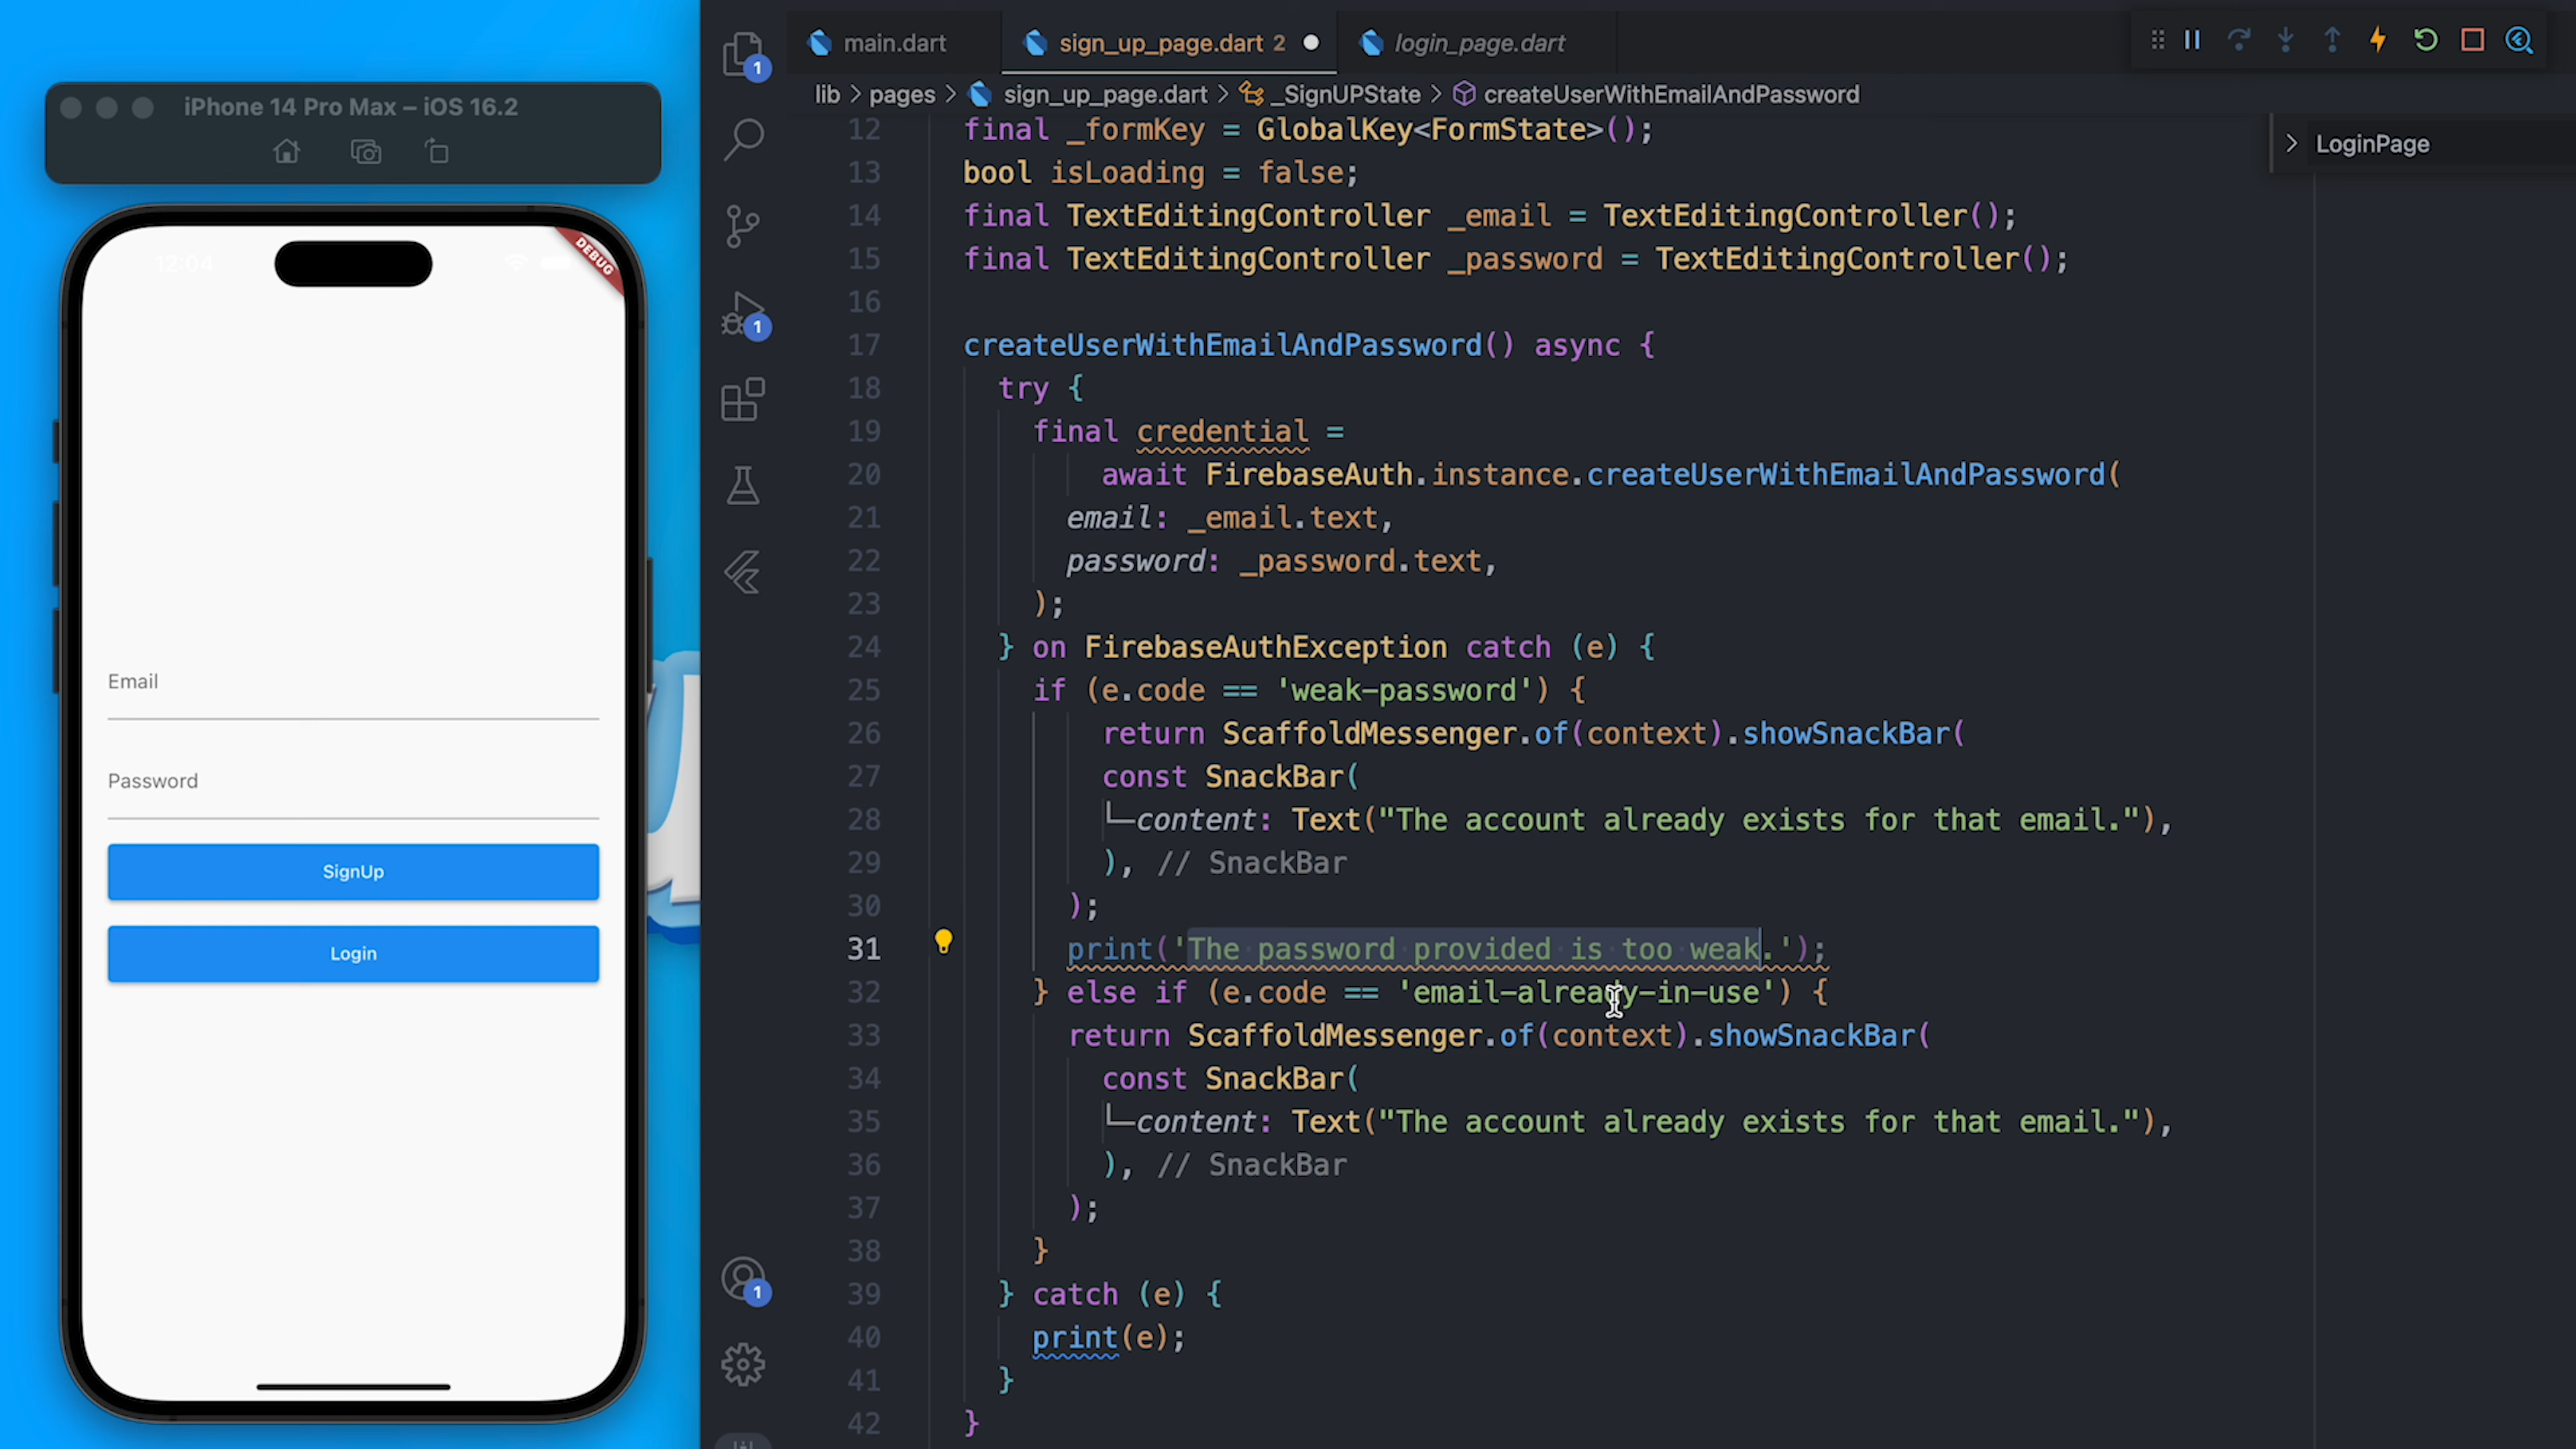 iPhone 14 Pro Max – iOS 16.2
12:04
DEBUG
Email
Password
SignUp
Login
main.dart
sign_up_page.dart 2
login_page.dart
1
lib > pages > sign_up_page.dart > _SignUPState > createUserWithEmailAndPassword
LoginPage
12 final _formKey = GlobalKey<FormState>();
13 bool isLoading = false;
14 final TextEditingController _email = TextEditingController();
15 final TextEditingController _password = TextEditingController();
16
17 createUserWithEmailAndPassword() async {
18 try {
19 final credential =
20 await FirebaseAuth.instance.createUserWithEmailAndPassword(
21 email: _email.text,
22 password: _password.text,
23 );
24 } on FirebaseAuthException catch (e) {
25 if (e.code == 'weak-password') {
26 return ScaffoldMessenger.of(context).showSnackBar(
27 const SnackBar(
28 content: Text("The account already exists for that email."),
29 ), // SnackBar
30 );
31 print('The password provided is too weak.');
32 } else if (e.code == 'email-already-in-use') {
33 return ScaffoldMessenger.of(context).showSnackBar(
34 const SnackBar(
35 content: Text("The account already exists for that email."),
36 ), // SnackBar
37 );
38 }
39 } catch (e) {
40 print(e);
41 }
42 }
1
1